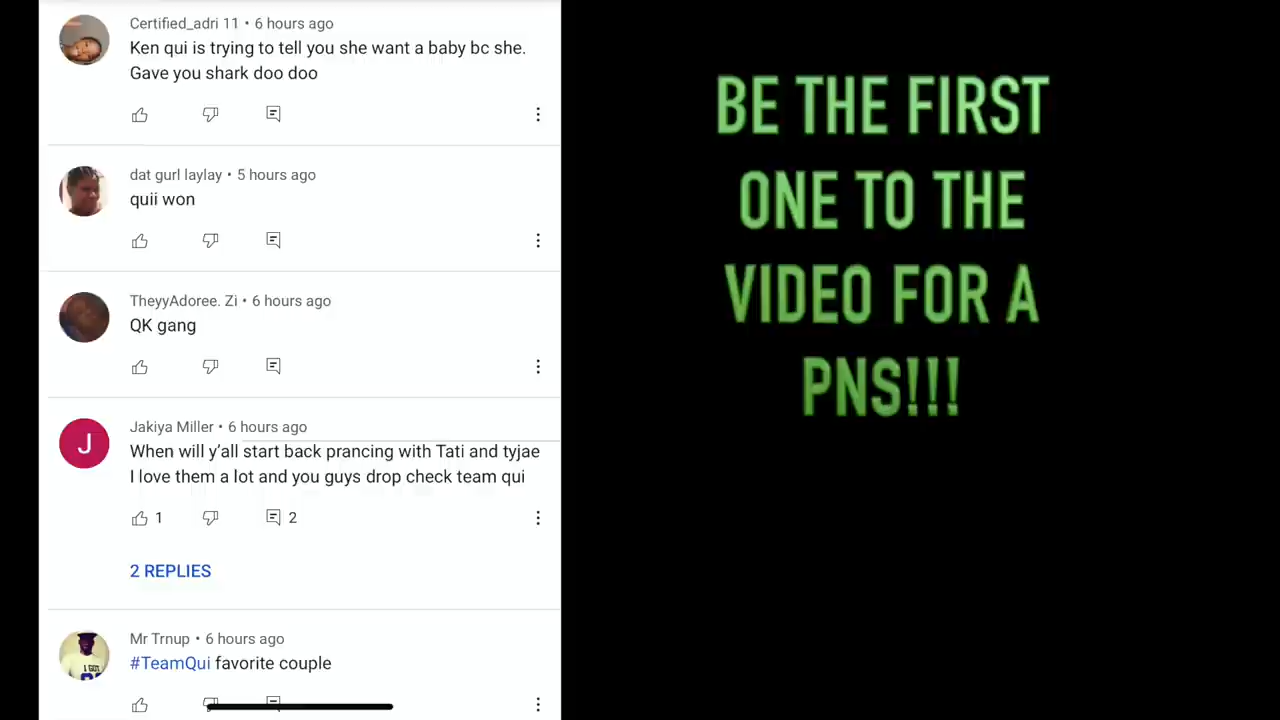 Certified_adri 11 • 6 hours ago
Ken qui is trying to tell you she want a baby bc she.
Gave you shark doo doo
dat gurl laylay • 5 hours ago
quii won
TheyyAdoree. Zi • 6 hours ago
QK gang
Jakiya Miller • 6 hours ago
When will y’all start back prancing with Tati and tyjae
I love them a lot and you guys drop check team qui
1 2
2 REPLIES
Mr Trnup • 6 hours ago
#TeamQui favorite couple
BE THE FIRST
ONE TO THE
VIDEO FOR A
PNS!!!
J
I GOT